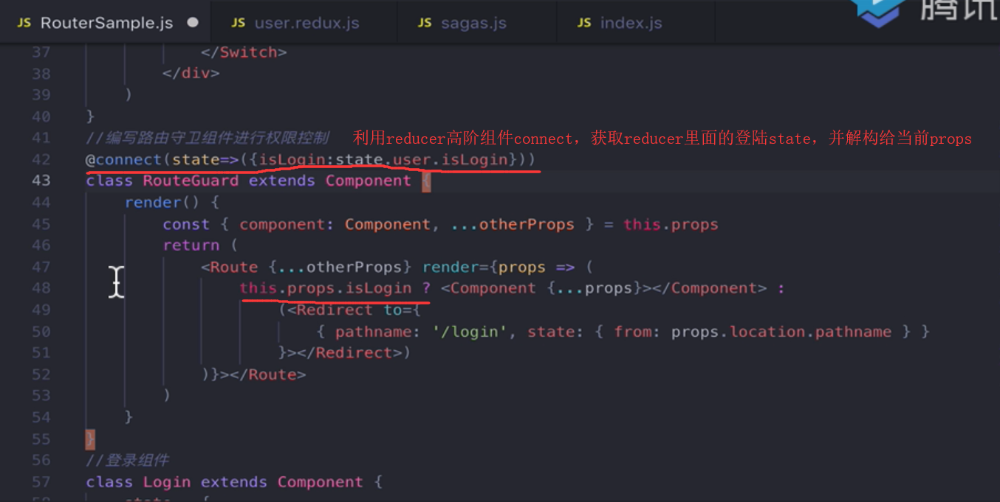 JS RouterSample.js ● JS user.redux.js JS sagas.js JS index.js 腾讯
37 </Switch>
38 </div>
39 )
40 }
41 //编写路由守卫组件进行权限控制 利用reducer高阶组件connect，获取reducer里面的登陆state，并解构给当前props
42 @connect(state=>({isLogin:state.user.isLogin}))
43 class RouteGuard extends Component {
44 render() {
45 const { component: Component, ...otherProps } = this.props
46 return (
47 <Route {...otherProps} render={props => (
48 this.props.isLogin ? <Component {...props}></Component> :
49 (<Redirect to={
50 { pathname: '/login', state: { from: props.location.pathname } }
51 }></Redirect>)
52 )}></Route>
53 )
54 }
55 }
56 //登录组件
57 class Login extends Component {